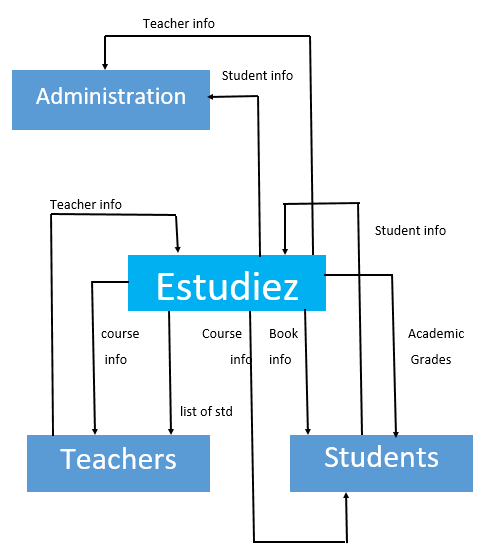 Teacher info
Student info
Administration
Teacher info
Student info
Estudiez
course
info
Course
info
Book
info
Academic
Grades
list of std
Teachers
Students